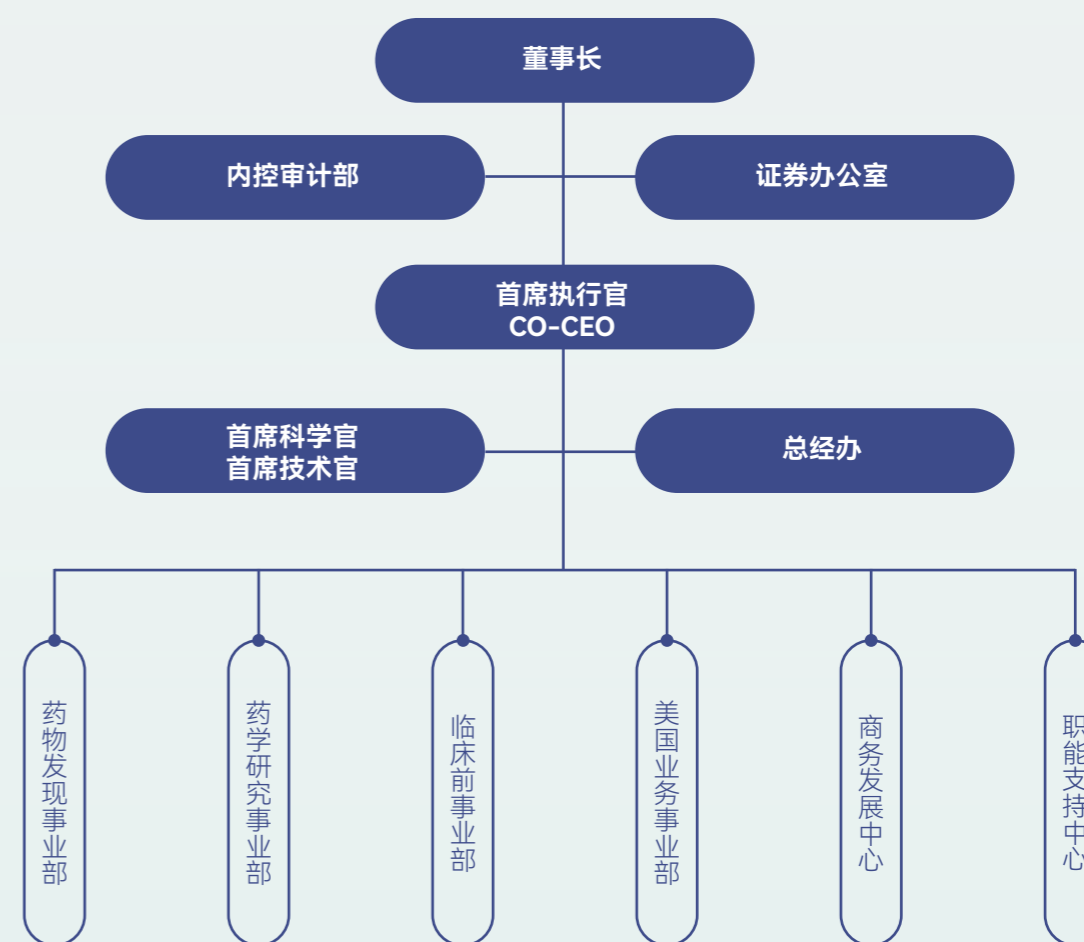 董事长
内控审计部
证券办公室
首席执行官
CO-CEO
首席科学官
首席技术官
总经办
药物发现事业部
药学研究事业部
临床前事业部
美国业务事业部
商务发展中心
职能支持中心